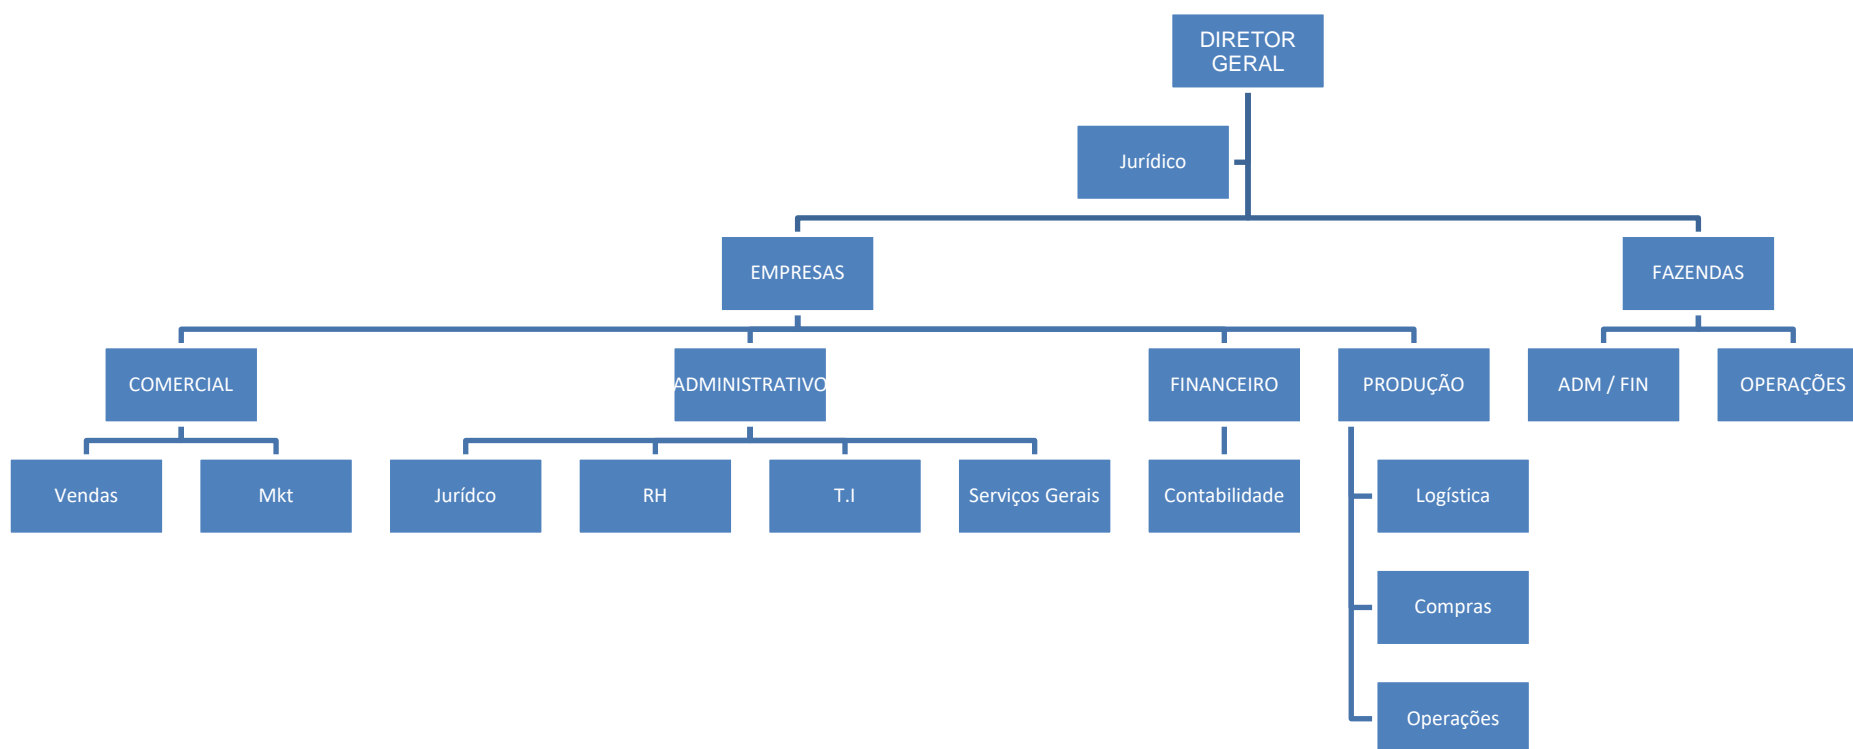 DIRETOR
GERAL
Jurídico
EMPRESAS
FAZENDAS
COMERCIAL
ADMINISTRATIVO
FINANCEIRO
PRODUÇÃO
ADM / FIN
OPERAÇÕES
Vendas
Mkt
Jurídco
RH
T.I
Serviços Gerais
Contabilidade
Logística
Compras
Operações